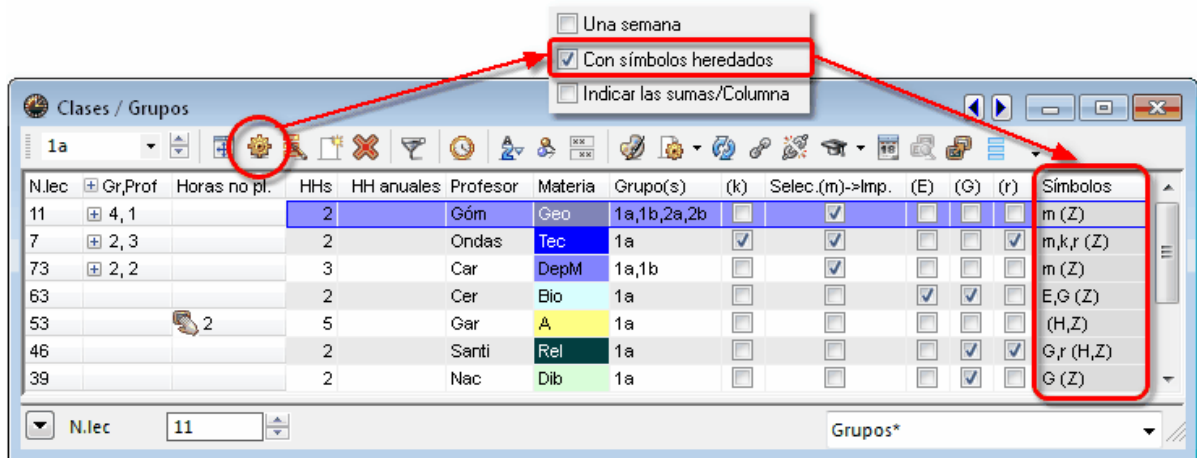 Una semana
Con símbolos heredados
Indicar las sumas/Columna
Clases / Grupos
1a
N.lec Gr,Prof Horas no pl. HHs HH anuales Profesor Materia Grupo(s) (k) Selec.(m)->Imp. (E) (G) (r) Símbolos
11 4, 1 2 Góm Geo 1a,1b,2a,2b m (Z)
7 2, 3 2 Ondas Tec 1a m,k,r (Z)
73 2, 2 3 Car DepM 1a,1b m (Z)
63 2 Cer Bio 1a E,G (Z)
53 2 5 Gar A 1a (H,Z)
46 2 Santi Rel 1a G,r (H,Z)
39 2 Nac Dib 1a G (Z)
N.lec 11 Grupos*